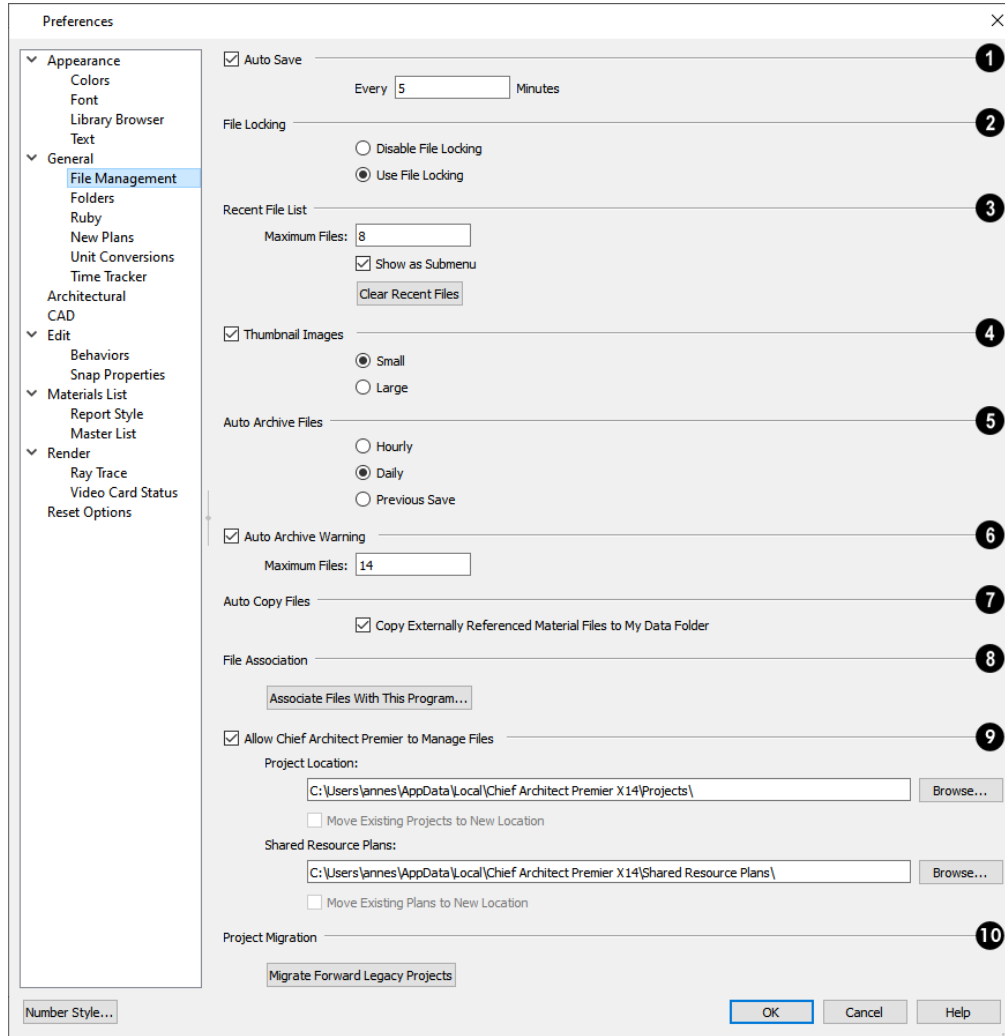 Preferences
Appearance
Colors
Font
Library Browser
Text
General
File Management
Folders
Ruby
New Plans
Unit Conversions
Time Tracker
Architectural
CAD
Edit
Behaviors
Snap Properties
Materials List
Report Style
Master List
Render
Ray Trace
Video Card Status
Reset Options
Auto Save 1
Every 5 Minutes
File Locking 2
Disable File Locking
Use File Locking
Recent File List 3
Maximum Files: 8
Show as Submenu
Clear Recent Files
Thumbnail Images 4
Small
Large
Auto Archive Files 5
Hourly
Daily
Previous Save
Auto Archive Warning 6
Maximum Files: 14
Auto Copy Files 7
Copy Externally Referenced Material Files to My Data Folder
File Association 8
Associate Files With This Program...
Allow Chief Architect Premier to Manage Files 9
Project Location:
C:\Users\annes\AppData\Local\Chief Architect Premier X14\Projects\ Browse...
Move Existing Projects to New Location
Shared Resource Plans:
C:\Users\annes\AppData\Local\Chief Architect Premier X14\Shared Resource Plans\ Browse...
Move Existing Plans to New Location
Project Migration 10
Migrate Forward Legacy Projects
Number Style... OK Cancel Help